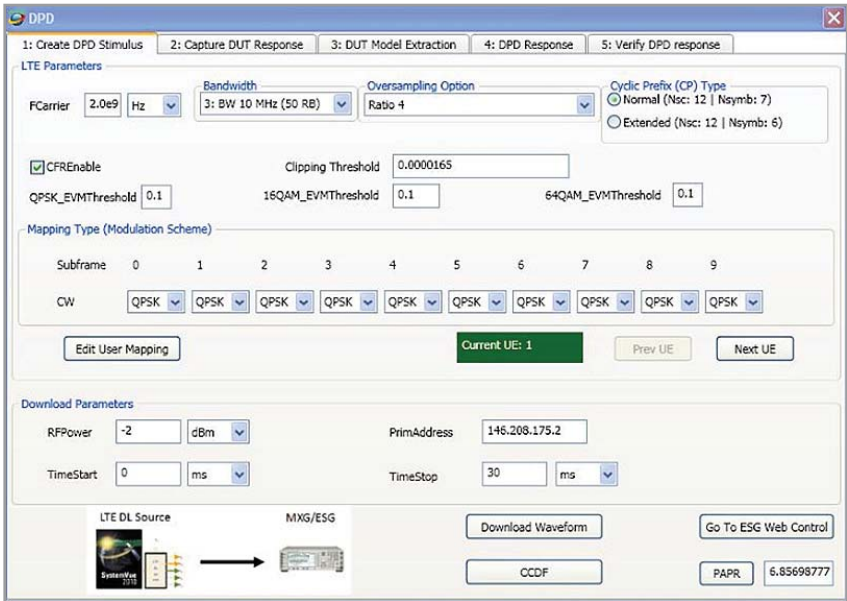 DPD
1: Create DPD Stimulus 2: Capture DUT Response 3: DUT Model Extraction 4: DPD Response 5: Verify DPD response
LTE Parameters
Bandwidth Oversampling Option Cyclic Prefix (CP) Type
FCarrier 2.0e9 Hz 3: BW 10 MHz (50 RB) Ratio 4 Normal (Nsc: 12 | Nsymb: 7)
Extended (Nsc: 12 | Nsymb: 6)
CFREnable Clipping Threshold 0.0000165
QPSK_EVMThreshold 0.1 16QAM_EVMThreshold 0.1 64QAM_EVMThreshold 0.1
Mapping Type (Modulation Scheme)
Subframe 0 1 2 3 4 5 6 7 8 9
CW QPSK QPSK QPSK QPSK QPSK QPSK QPSK QPSK QPSK QPSK
Edit User Mapping Current UE: 1 Prev UE Next UE
Download Parameters
RFPower -2 dBm PrimAddress 146.208.175.2
TimeStart 0 ms TimeStop 30 ms
LTE DL Source MXG/ESG Download Waveform Go To ESG Web Control
SystemVue
2010
CCDF PAPR 6.85698777